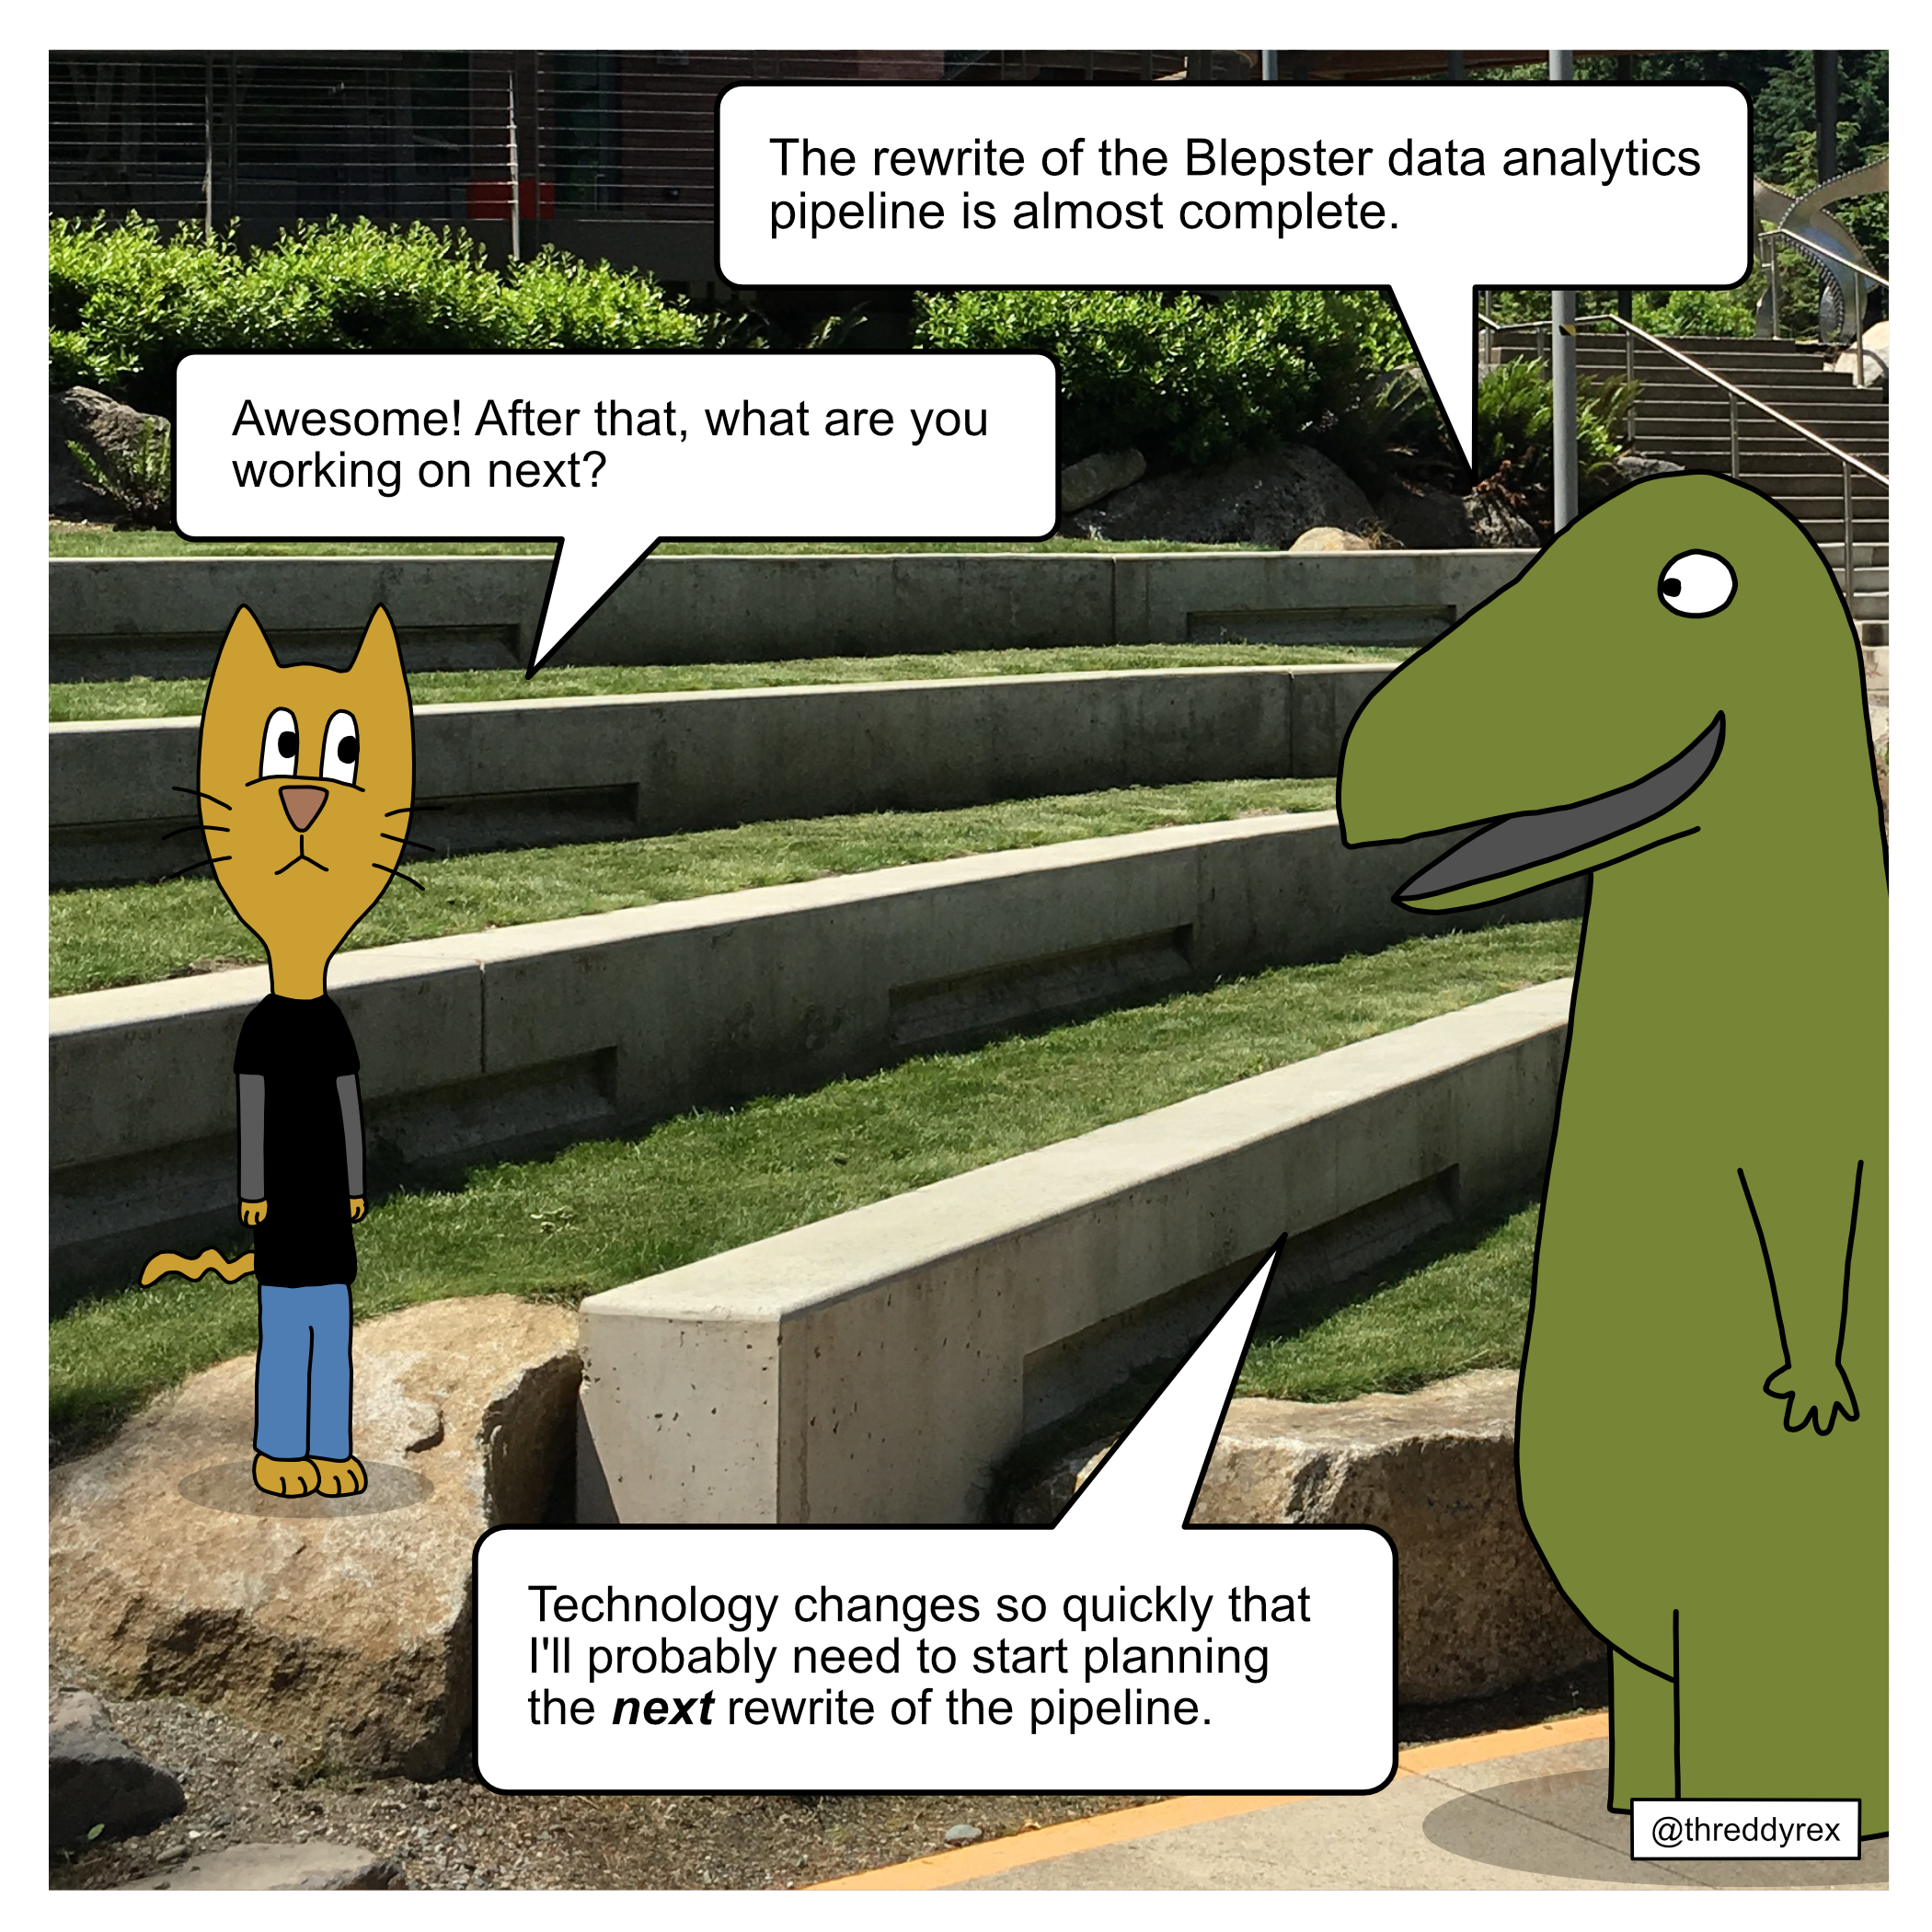 The rewrite of the Blepster data analytics
pipeline is almost complete.
Awesome! After that, what are you
working on next?
Technology changes so quickly that
I'll probably need to start planning
the next rewrite of the pipeline.
@threddyrex